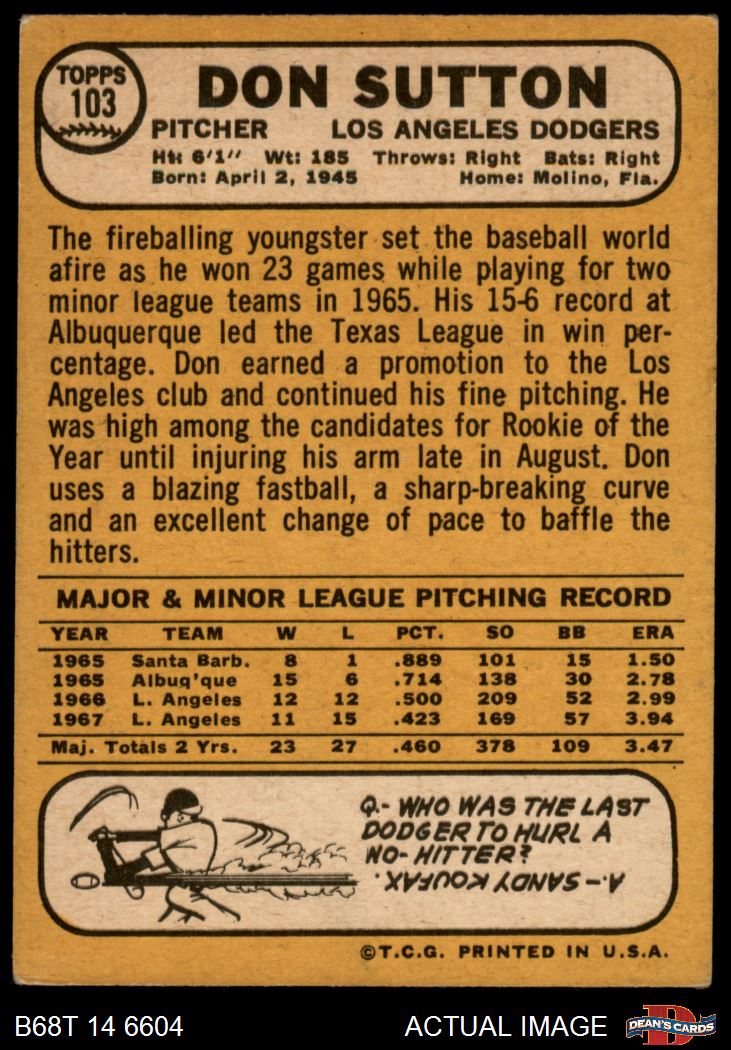 TOPPS
103
DON SUTTON
PITCHER LOS ANGELES DODGERS
Ht: 6'1" Wt: 185 Throws: Right Bats: Right
Born: April 2, 1945 Home: Molino, Fla.
The fireballing youngster set the baseball world
afire as he won 23 games while playing for two
minor league teams in 1965. His 15-6 record at
Albuquerque led the Texas League in win per-
centage. Don earned a promotion to the Los
Angeles club and continued his fine pitching. He
was high among the candidates for Rookie of the
Year until injuring his arm late in August. Don
uses a blazing fastball, a sharp-breaking curve
and an excellent change of pace to baffle the
hitters.
MAJOR & MINOR LEAGUE PITCHING RECORD
YEAR TEAM W L PCT. SO BB ERA
1965 Santa Barb. 8 1 .889 101 15 1.50
1965 Albuq'que 15 6 .714 138 30 2.78
1966 L. Angeles 12 12 .500 209 52 2.99
1967 L. Angeles 11 15 .423 169 57 3.94
Maj. Totals 2 Yrs. 23 27 .460 378 109 3.47
Q.- WHO WAS THE LAST
DODGER TO HURL A
NO-HITTER?
A.- SANDY KOUFAX.
©T.C.G. PRINTED IN U.S.A.
B68T 14 6604 ACTUAL IMAGE D DEAN'S CARDS